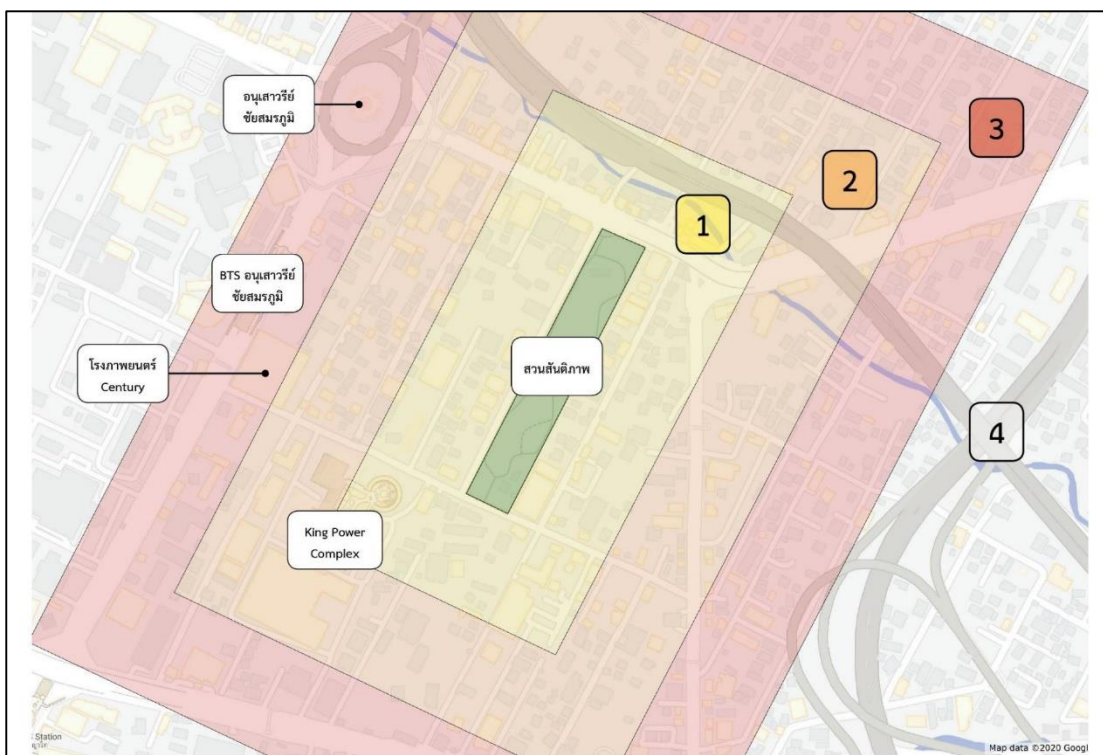 อนุเสาวรีย์
ชัยสมรภูมิ
3
2
1
BTS อนุเสาวรีย์
ชัยสมรภูมิ
โรงภาพยนตร์
Century
สวนสันติภาพ
4
King Power
Complex
Station
Map data ©2020 Googl